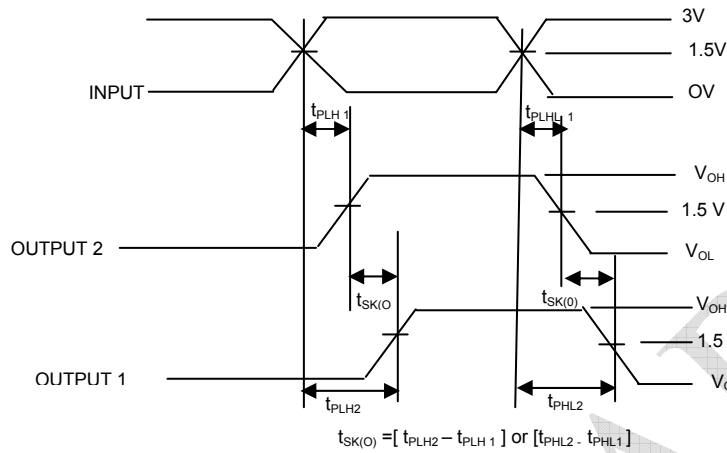 3V
1.5V
INPUT
OV
tPLH 1
tPLHL 1
VOH
1.5 V
OUTPUT 2
VOL
tSK(O
tSK(0)
VOH
1.5
OUTPUT 1
tPLH2
tPHL2
tSK(O) =[ tPLH2 – tPLH 1 ] or [tPHL2 - tPHL1 ]